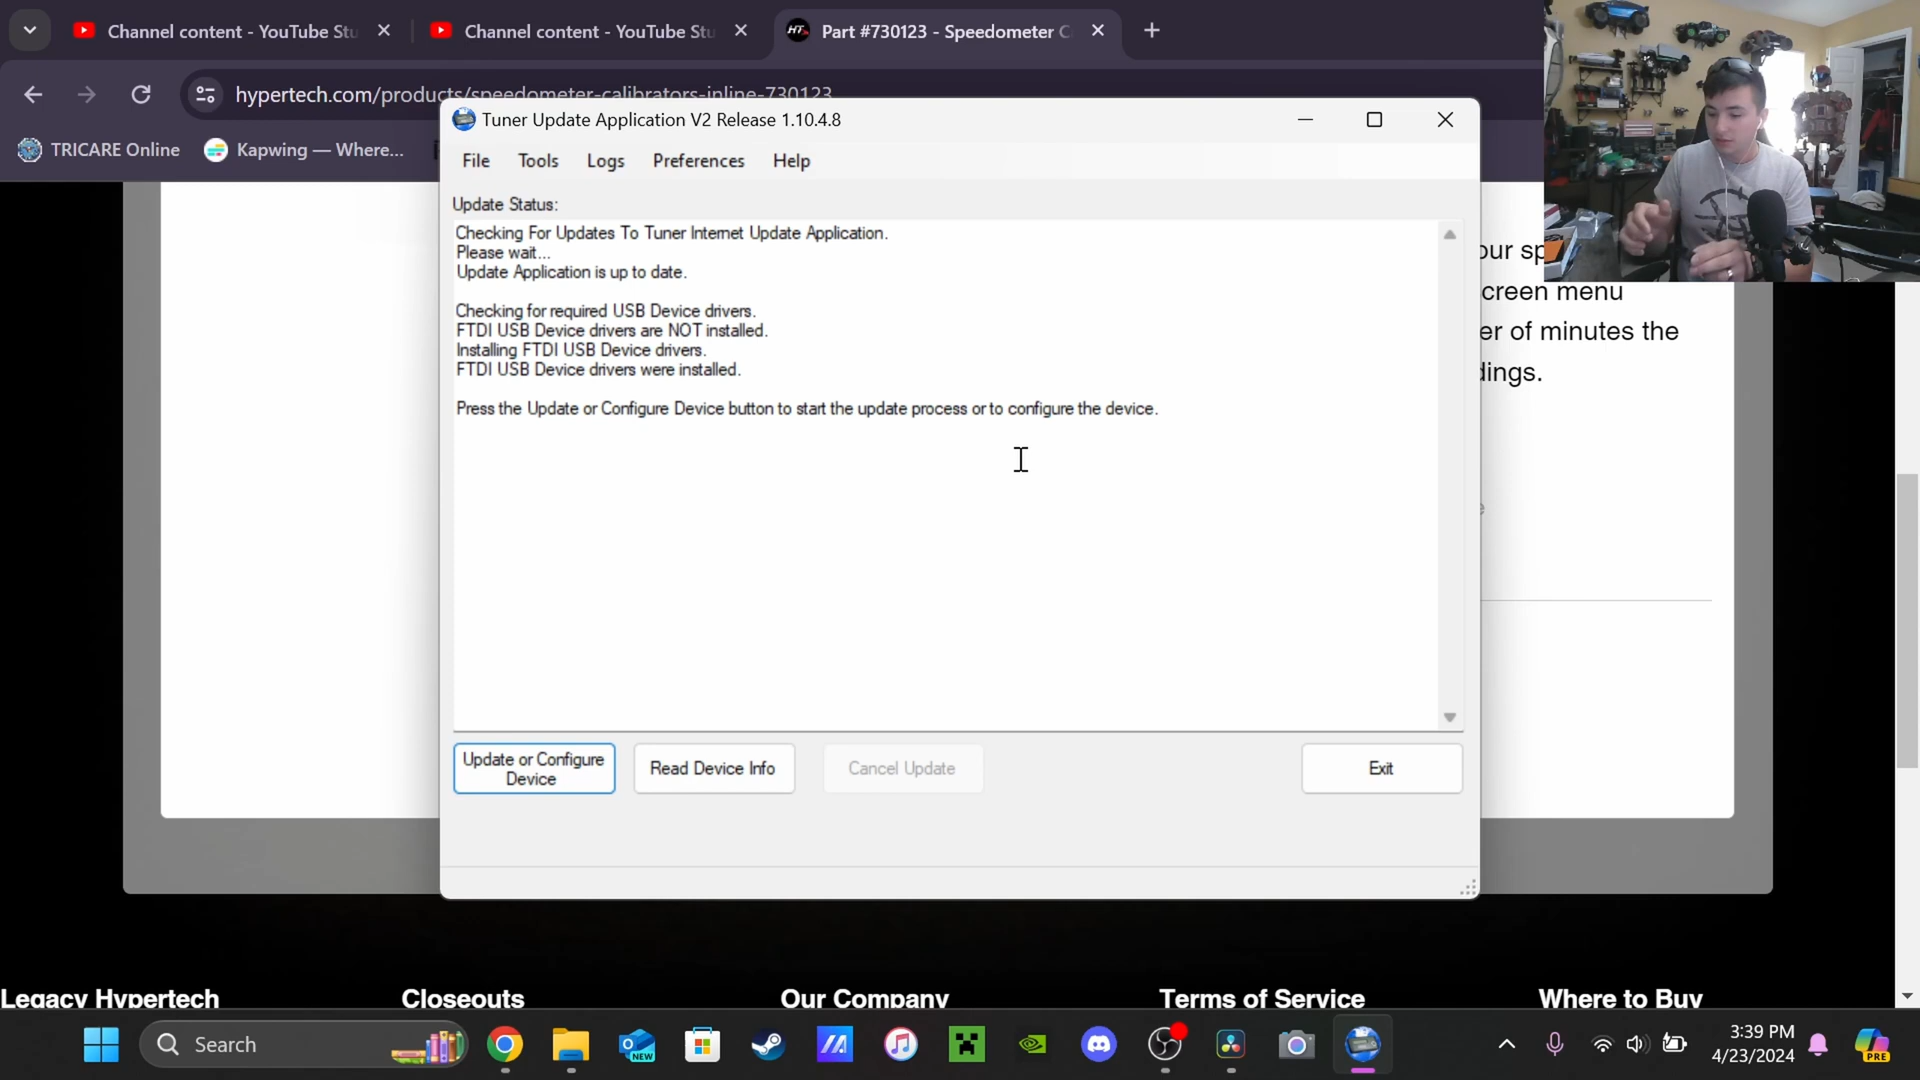 Channel content - YouTube Stu
Channel content - YouTube Stu
HT
Part #730123 - Speedometer C
hypertech.com/products/speedometer-calibrators-inline-730123
TRICARE Online
Kapwing — Where...
Tuner Update Application V2 Release 1.10.4.8
File Tools Logs Preferences Help
Update Status:
Checking For Updates To Tuner Internet Update Application.
Please wait...
Update Application is up to date.
Checking for required USB Device drivers.
FTDI USB Device drivers are NOT installed.
Installing FTDI USB Device drivers.
FTDI USB Device drivers were installed.
Press the Update or Configure Device button to start the update process or to configure the device.
our sp
creen menu
er of minutes the
dings.
Update or Configure
Device
Read Device Info
Cancel Update
Exit
Legacy Hypertech
Closeouts
Our Company
Terms of Service
Where to Buy
Search
NEW
3:39 PM
4/23/2024
PRE